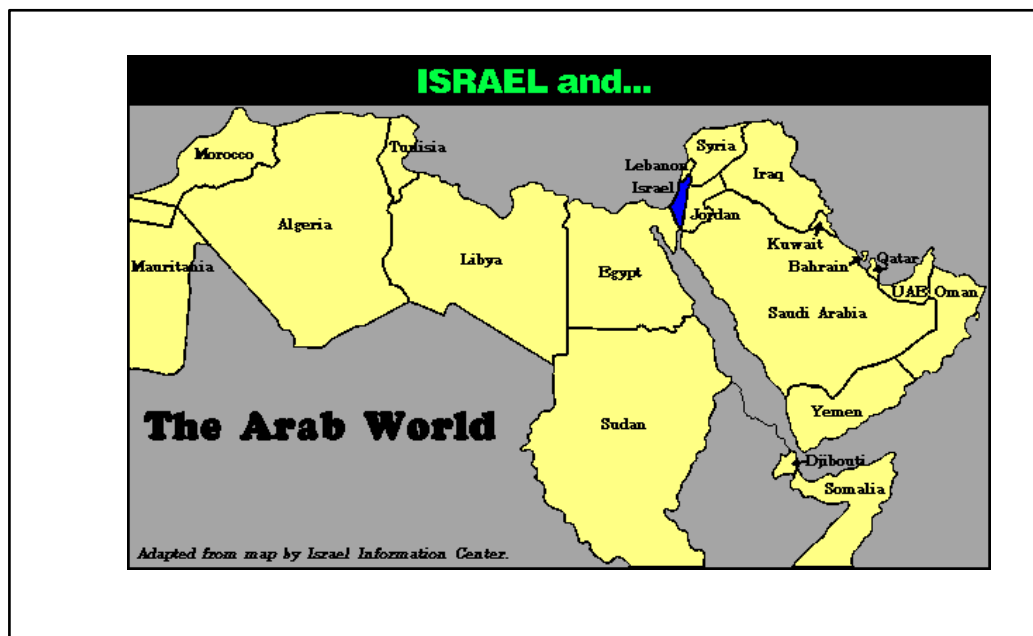 ISRAEL and...
Morocco
Tunisia
Lebanon
Syria
Israel
Iraq
Algeria
Jordan
Kuwait
Mauritania
Libya
Egypt
Bahrain
Qatar
UAE
Oman
Saudi Arabia
The Arab World
Sudan
Yemen
Djibouti
Somalia
Adapted from map by Israel Information Center.